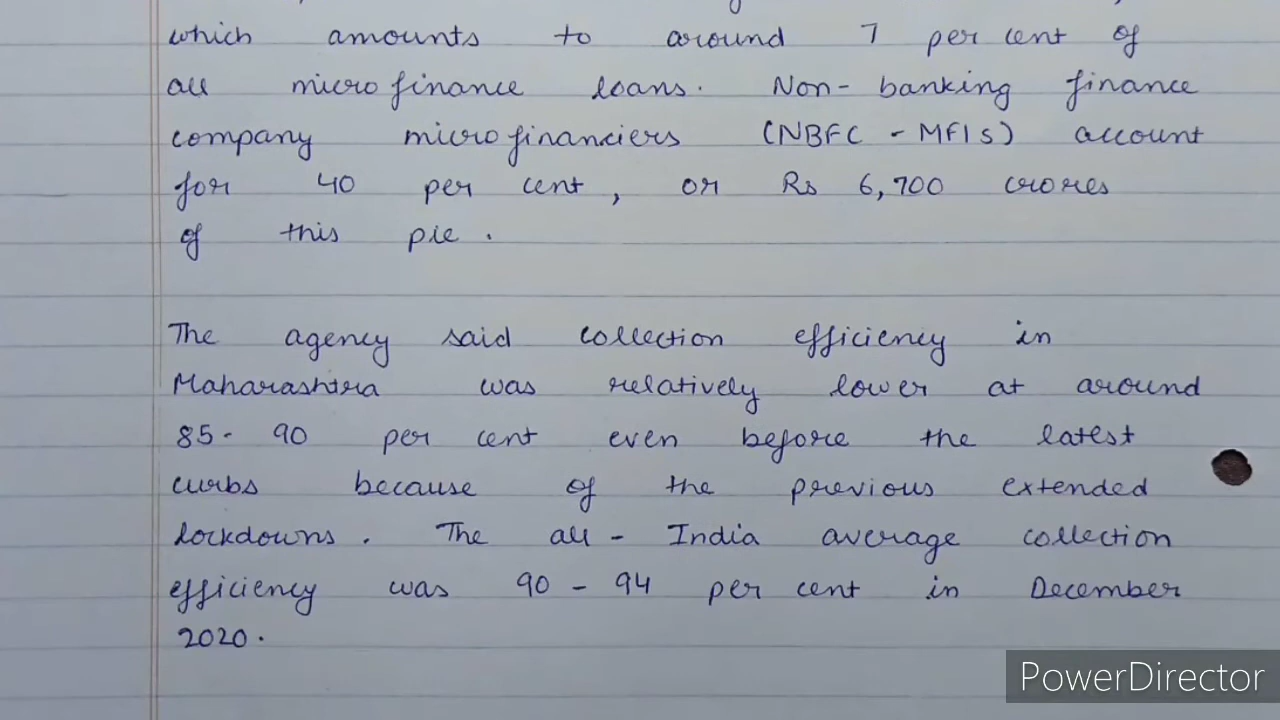 which amounts to around 7 per cent of
all microfinance loans. Non-banking finance
company microfinanciers (NBFC - MFIs) account
for 40 per cent, or Rs 6,700 crores
of this pie.
The agency said collection efficiency in
Maharashtra was relatively lower at around
85-90 per cent even before the latest
curbs because of the previous extended
lockdowns. The all-India average collection
efficiency was 90-94 per cent in December
2020.
PowerDirector